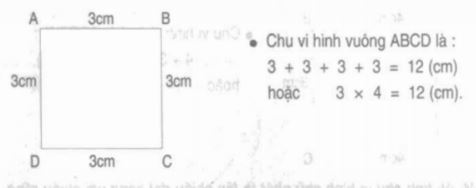 A 3cm B
3cm 3cm
D 3cm C
• Chu vi hình vuông ABCD là :
3 + 3 + 3 + 3 = 12 (cm)
hoặc 3 × 4 = 12 (cm).